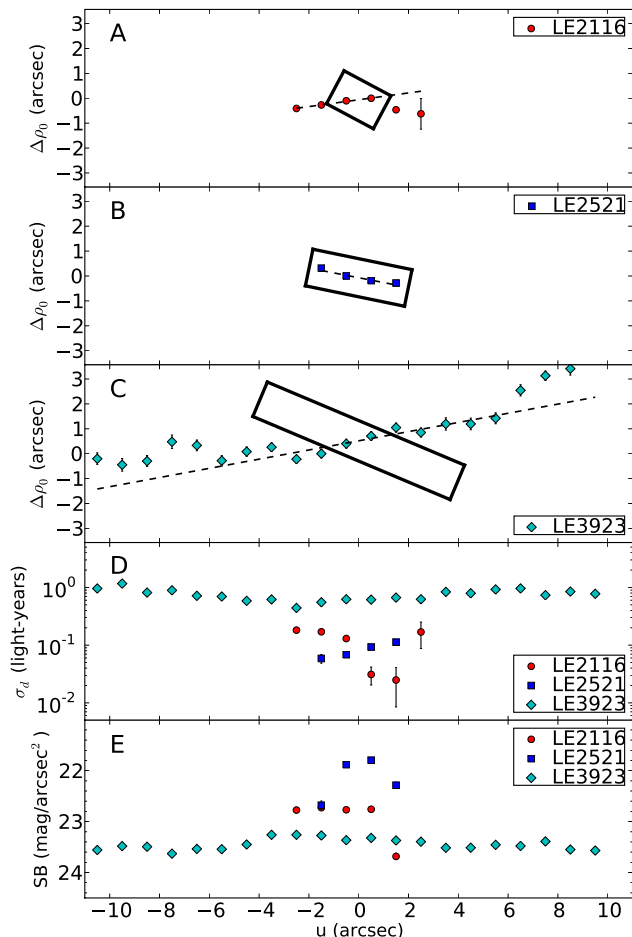 A
LE2116
3
2
1
0
−1
−2
−3
Δρ0 (arcsec)
B
LE2521
3
2
1
0
−1
−2
−3
Δρ0 (arcsec)
C
LE3923
3
2
1
0
−1
−2
−3
Δρ0 (arcsec)
D
10^0
10^-1
10^-2
σd (light-years)
LE2116
LE2521
LE3923
E
LE2116
LE2521
LE3923
22
23
24
SB (mag/arcsec^2)
−10 −8 −6 −4 −2 0 2 4 6 8 10
u (arcsec)